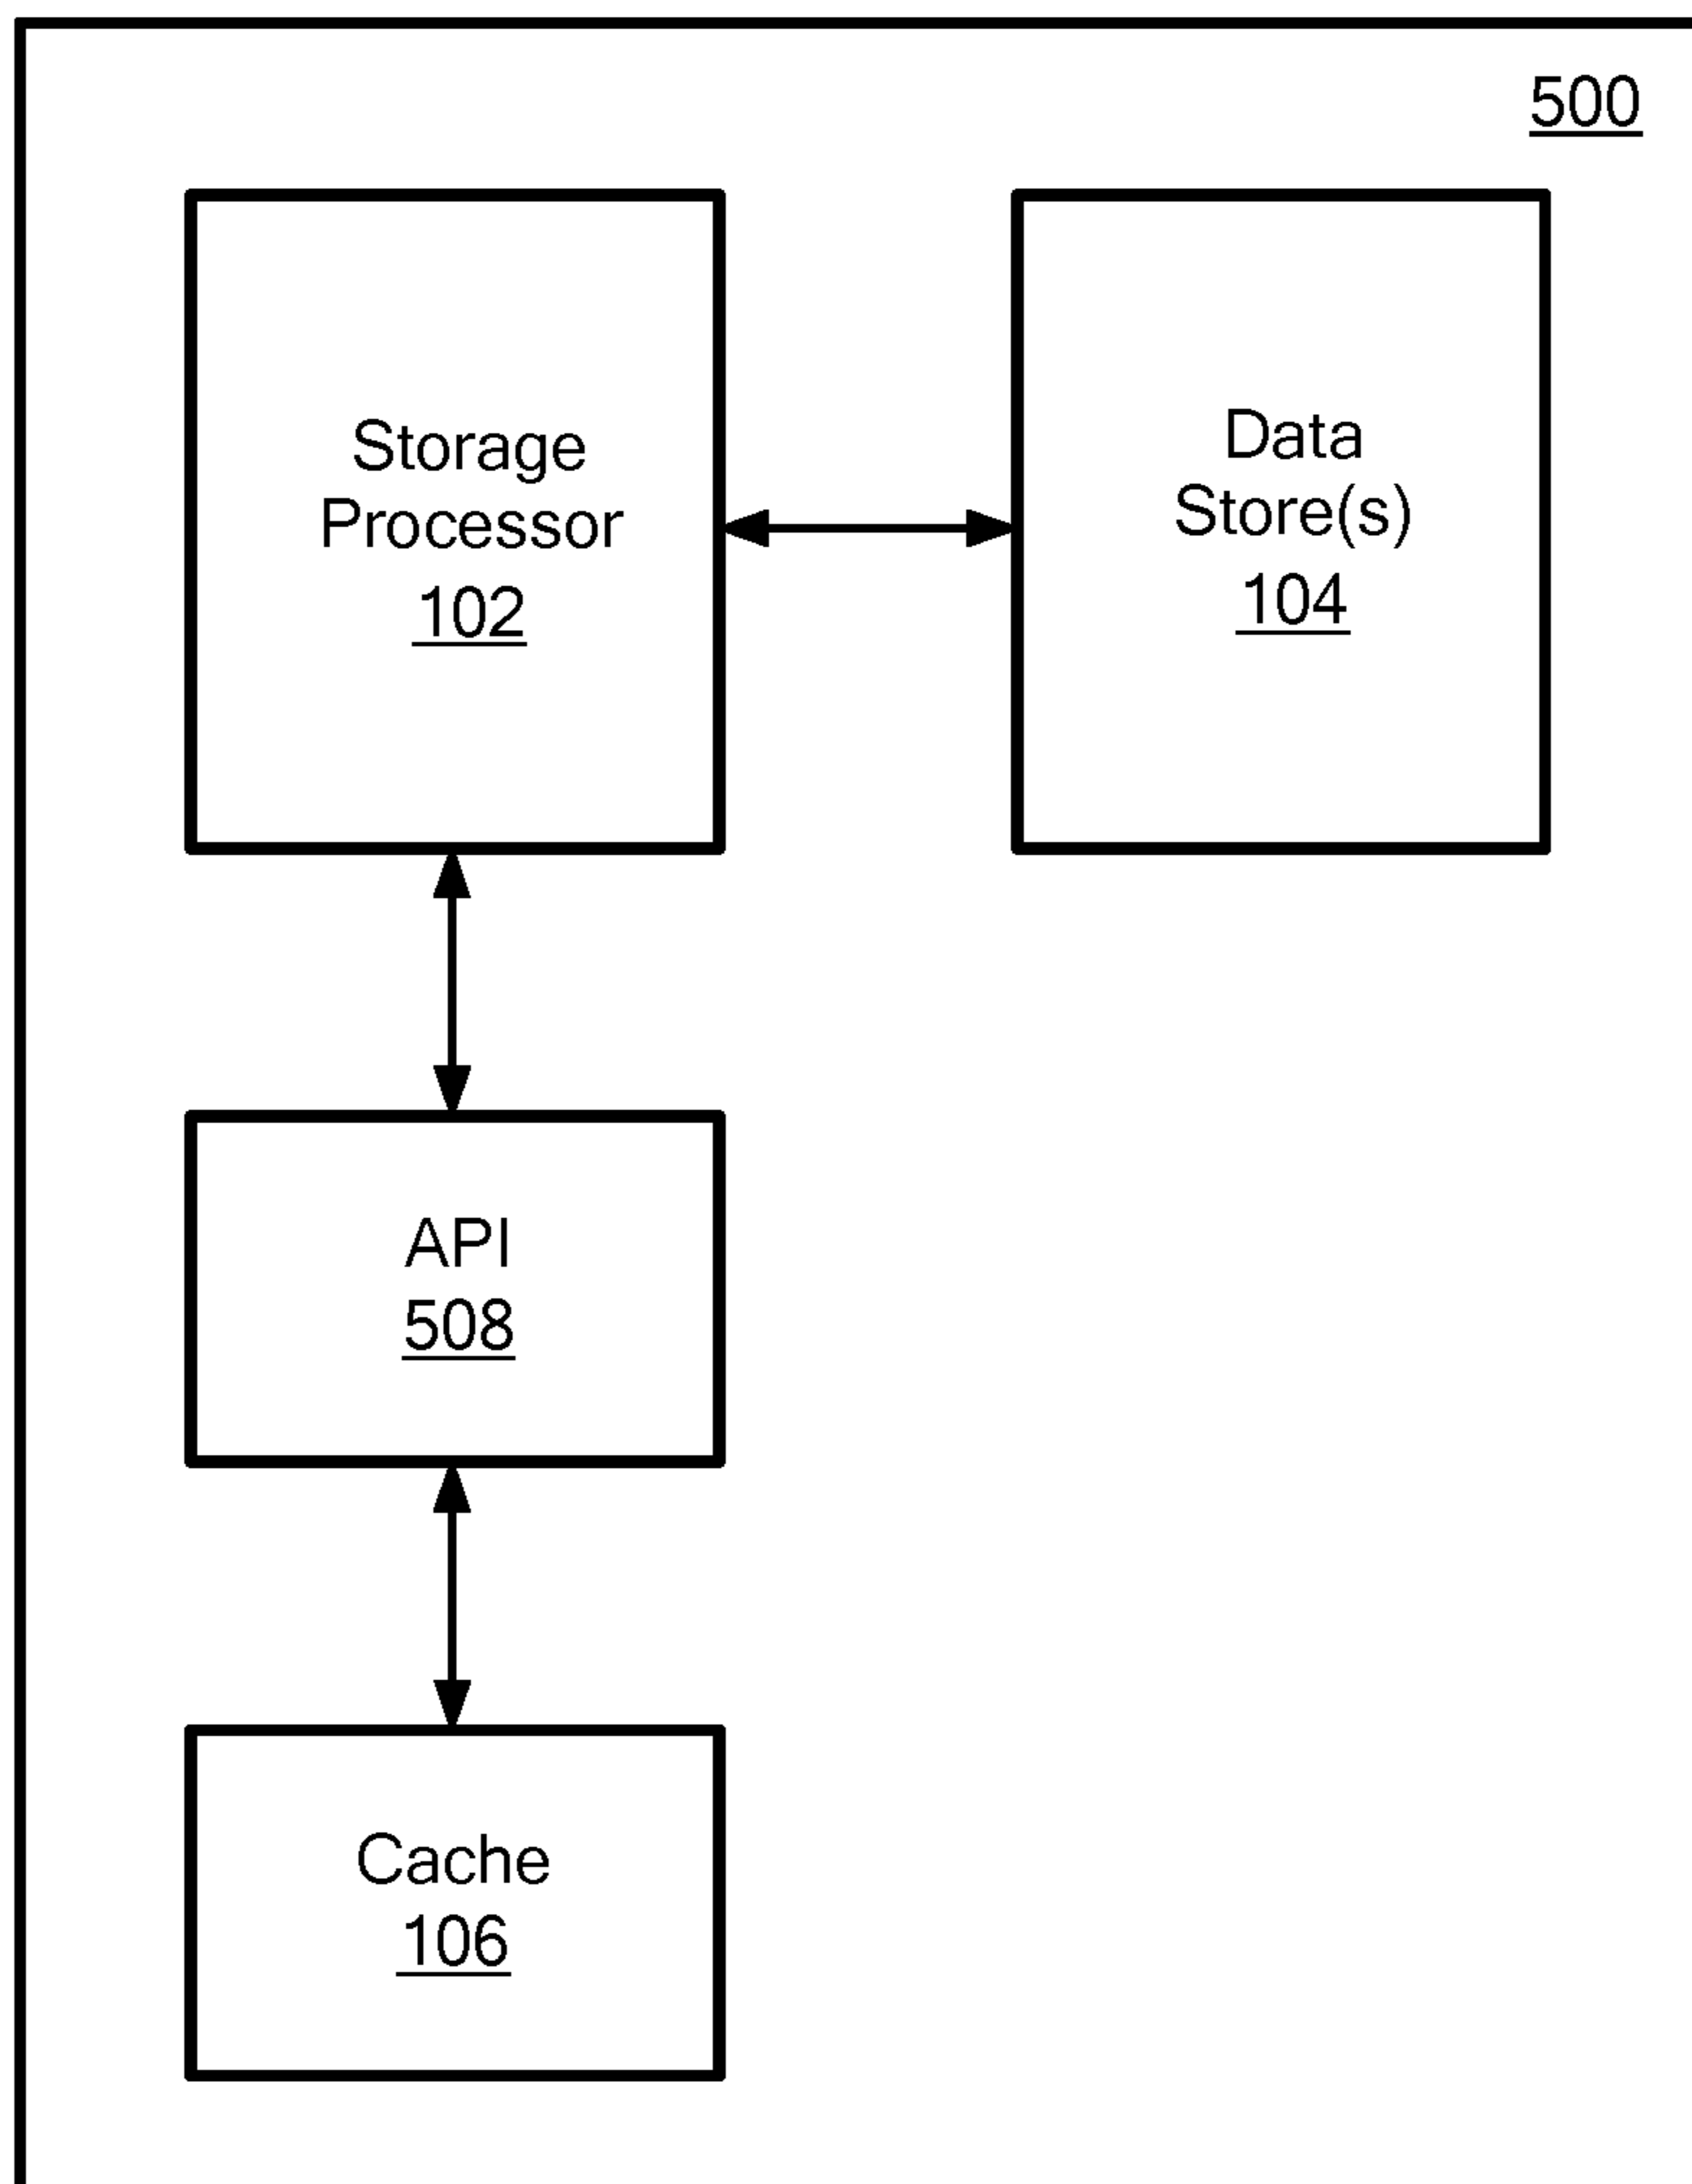 500
Storage
Processor
102
Data
Store(s)
104
API
508
Cache
106